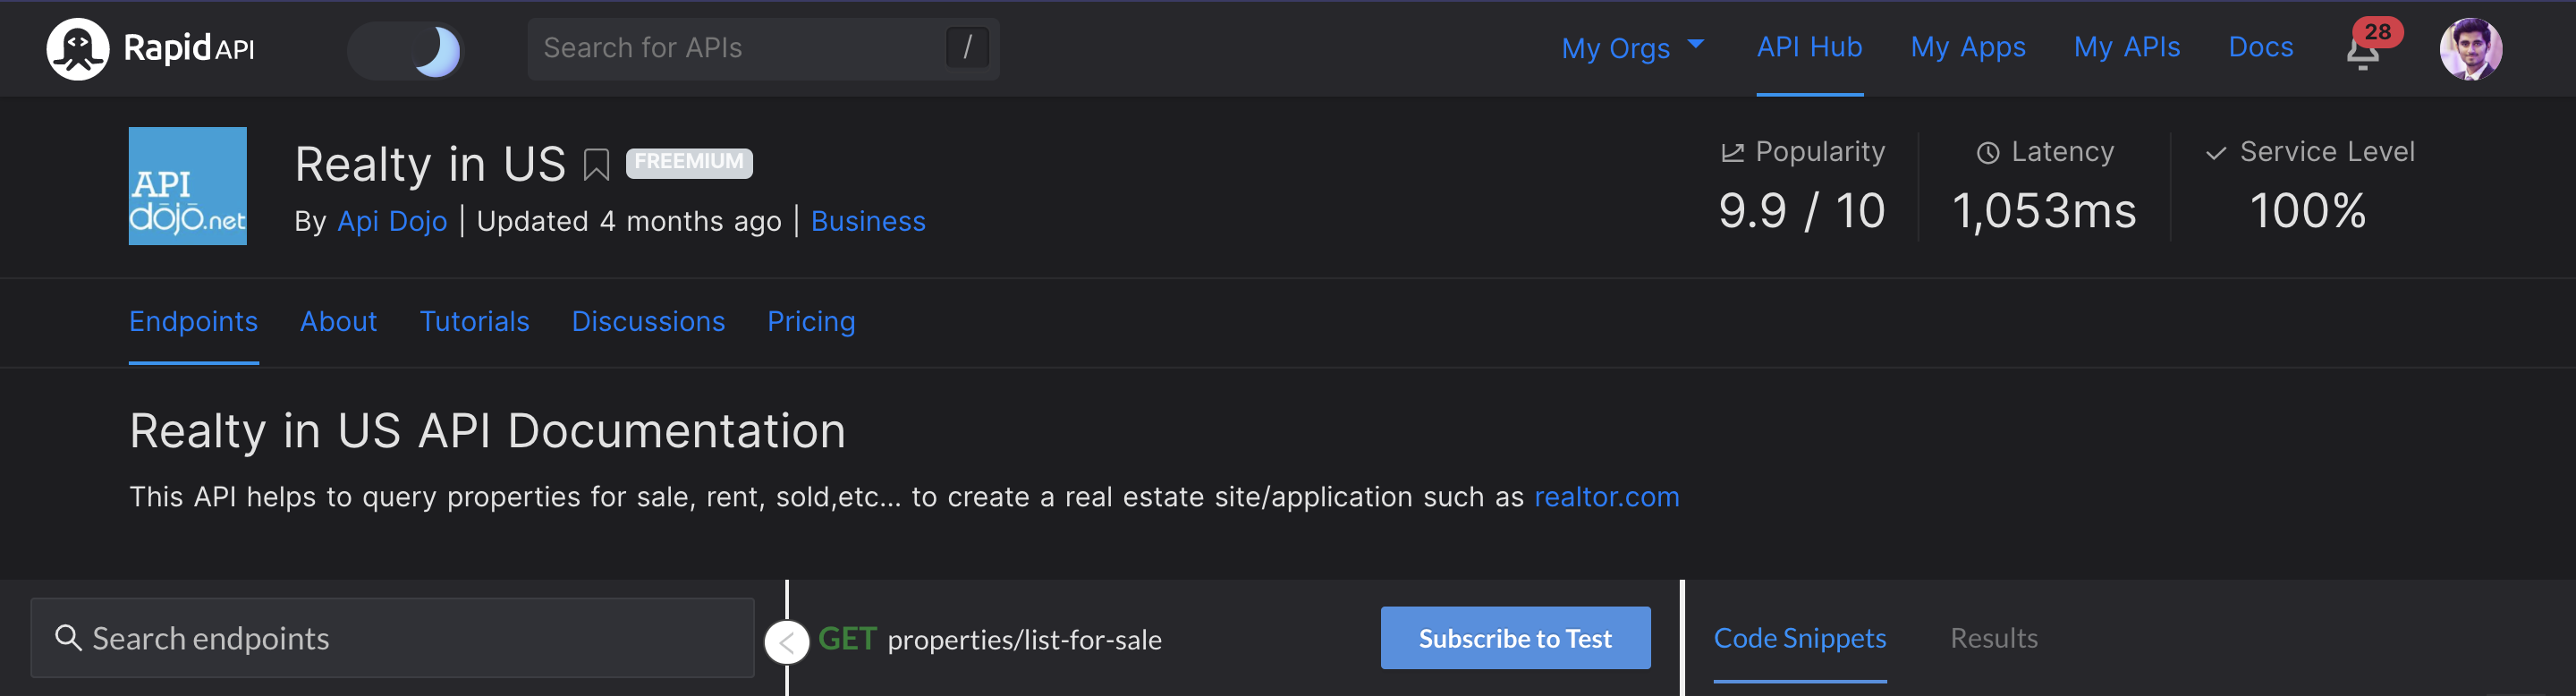 RapidAPI
Search for APIs
/
My Orgs
API Hub
My Apps
My APIs
Docs
28
API
dojo.net
Realty in US
FREEMIUM
By Api Dojo | Updated 4 months ago | Business
Popularity
9.9 / 10
Latency
1,053ms
Service Level
100%
Endpoints
About
Tutorials
Discussions
Pricing
Realty in US API Documentation
This API helps to query properties for sale, rent, sold,etc... to create a real estate site/application such as realtor.com
Search endpoints
GET properties/list-for-sale
Subscribe to Test
Code Snippets
Results